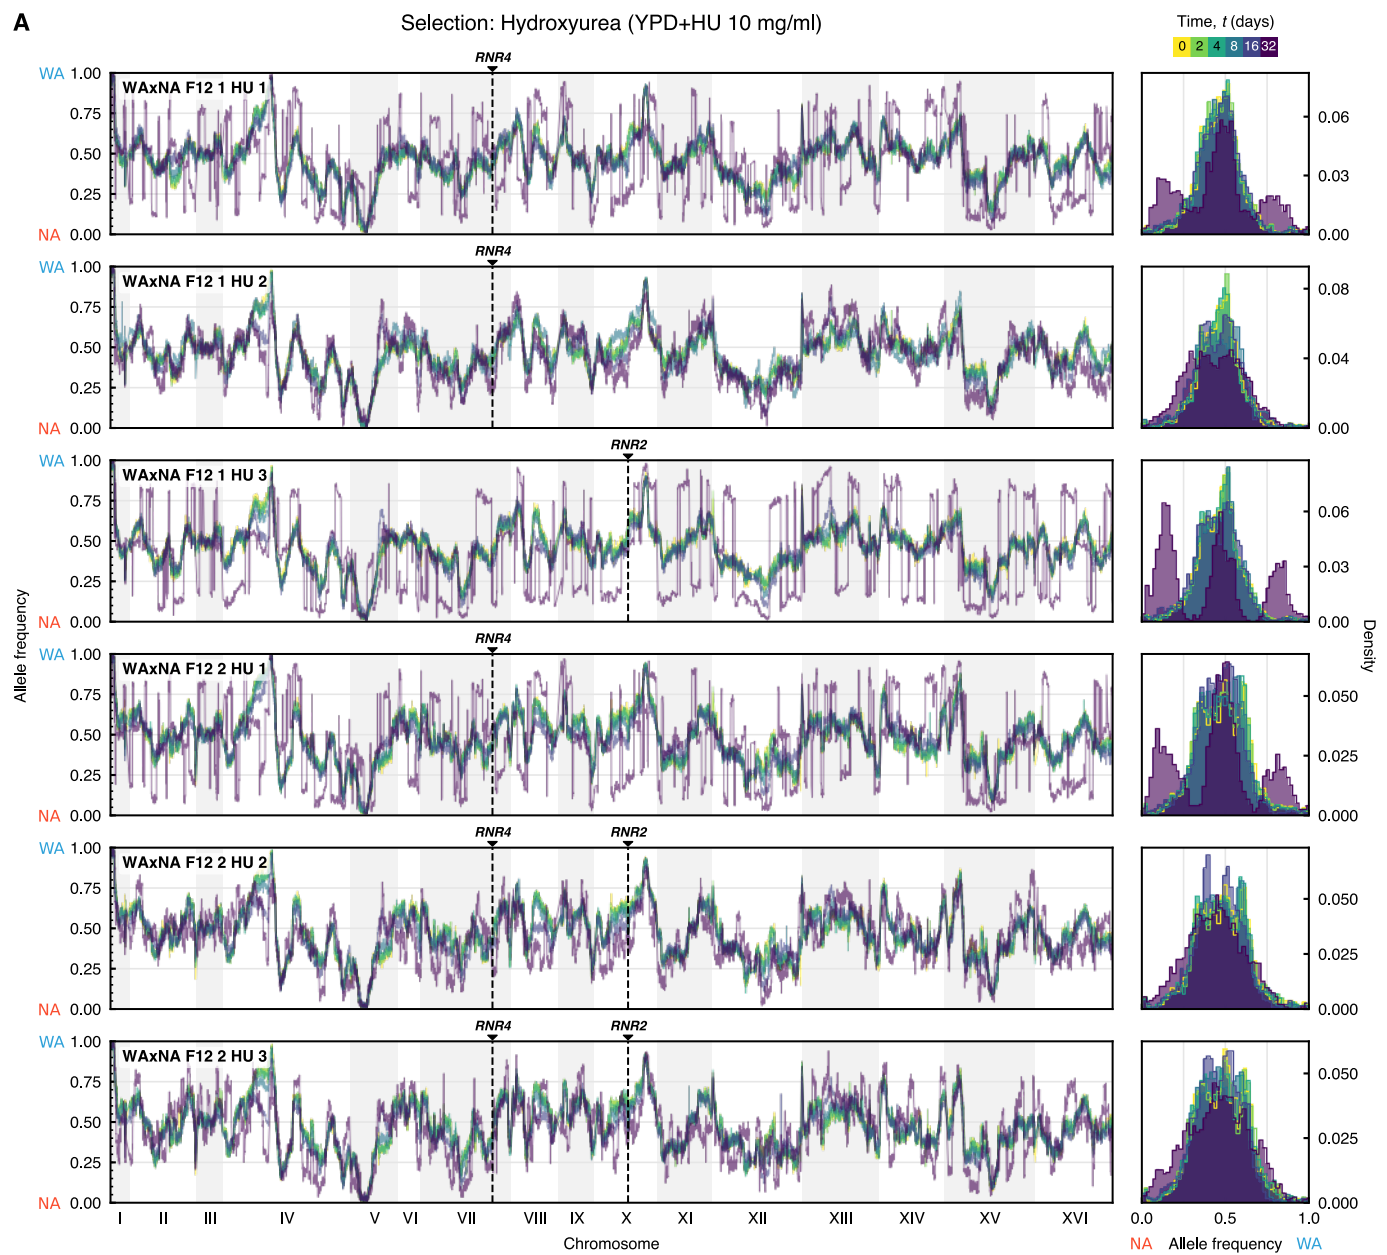 A
Selection: Hydroxyurea (YPD+HU 10 mg/ml)
Time, t (days)
0 2 4 8 16 32
RNR4
WA 1.00
WAxNA F12 1 HU 1
0.75
0.50
0.25
NA 0.00
0.06
0.03
0.00
RNR4
WA 1.00
WAxNA F12 1 HU 2
0.75
0.50
0.25
NA 0.00
0.08
0.04
0.00
RNR2
WA 1.00
WAxNA F12 1 HU 3
0.75
0.50
0.25
NA 0.00
0.06
0.03
0.00
Allele frequency
Density
RNR4
WA 1.00
WAxNA F12 2 HU 1
0.75
0.50
0.25
NA 0.00
0.050
0.025
0.000
RNR4 RNR2
WA 1.00
WAxNA F12 2 HU 2
0.75
0.50
0.25
NA 0.00
0.050
0.025
0.000
RNR4 RNR2
WA 1.00
WAxNA F12 2 HU 3
0.75
0.50
0.25
NA 0.00
0.050
0.025
0.000
I II III IV V VI VII VIII IX X XI XII XIII XIV XV XVI
Chromosome
0.0 0.5 1.0
NA Allele frequency WA